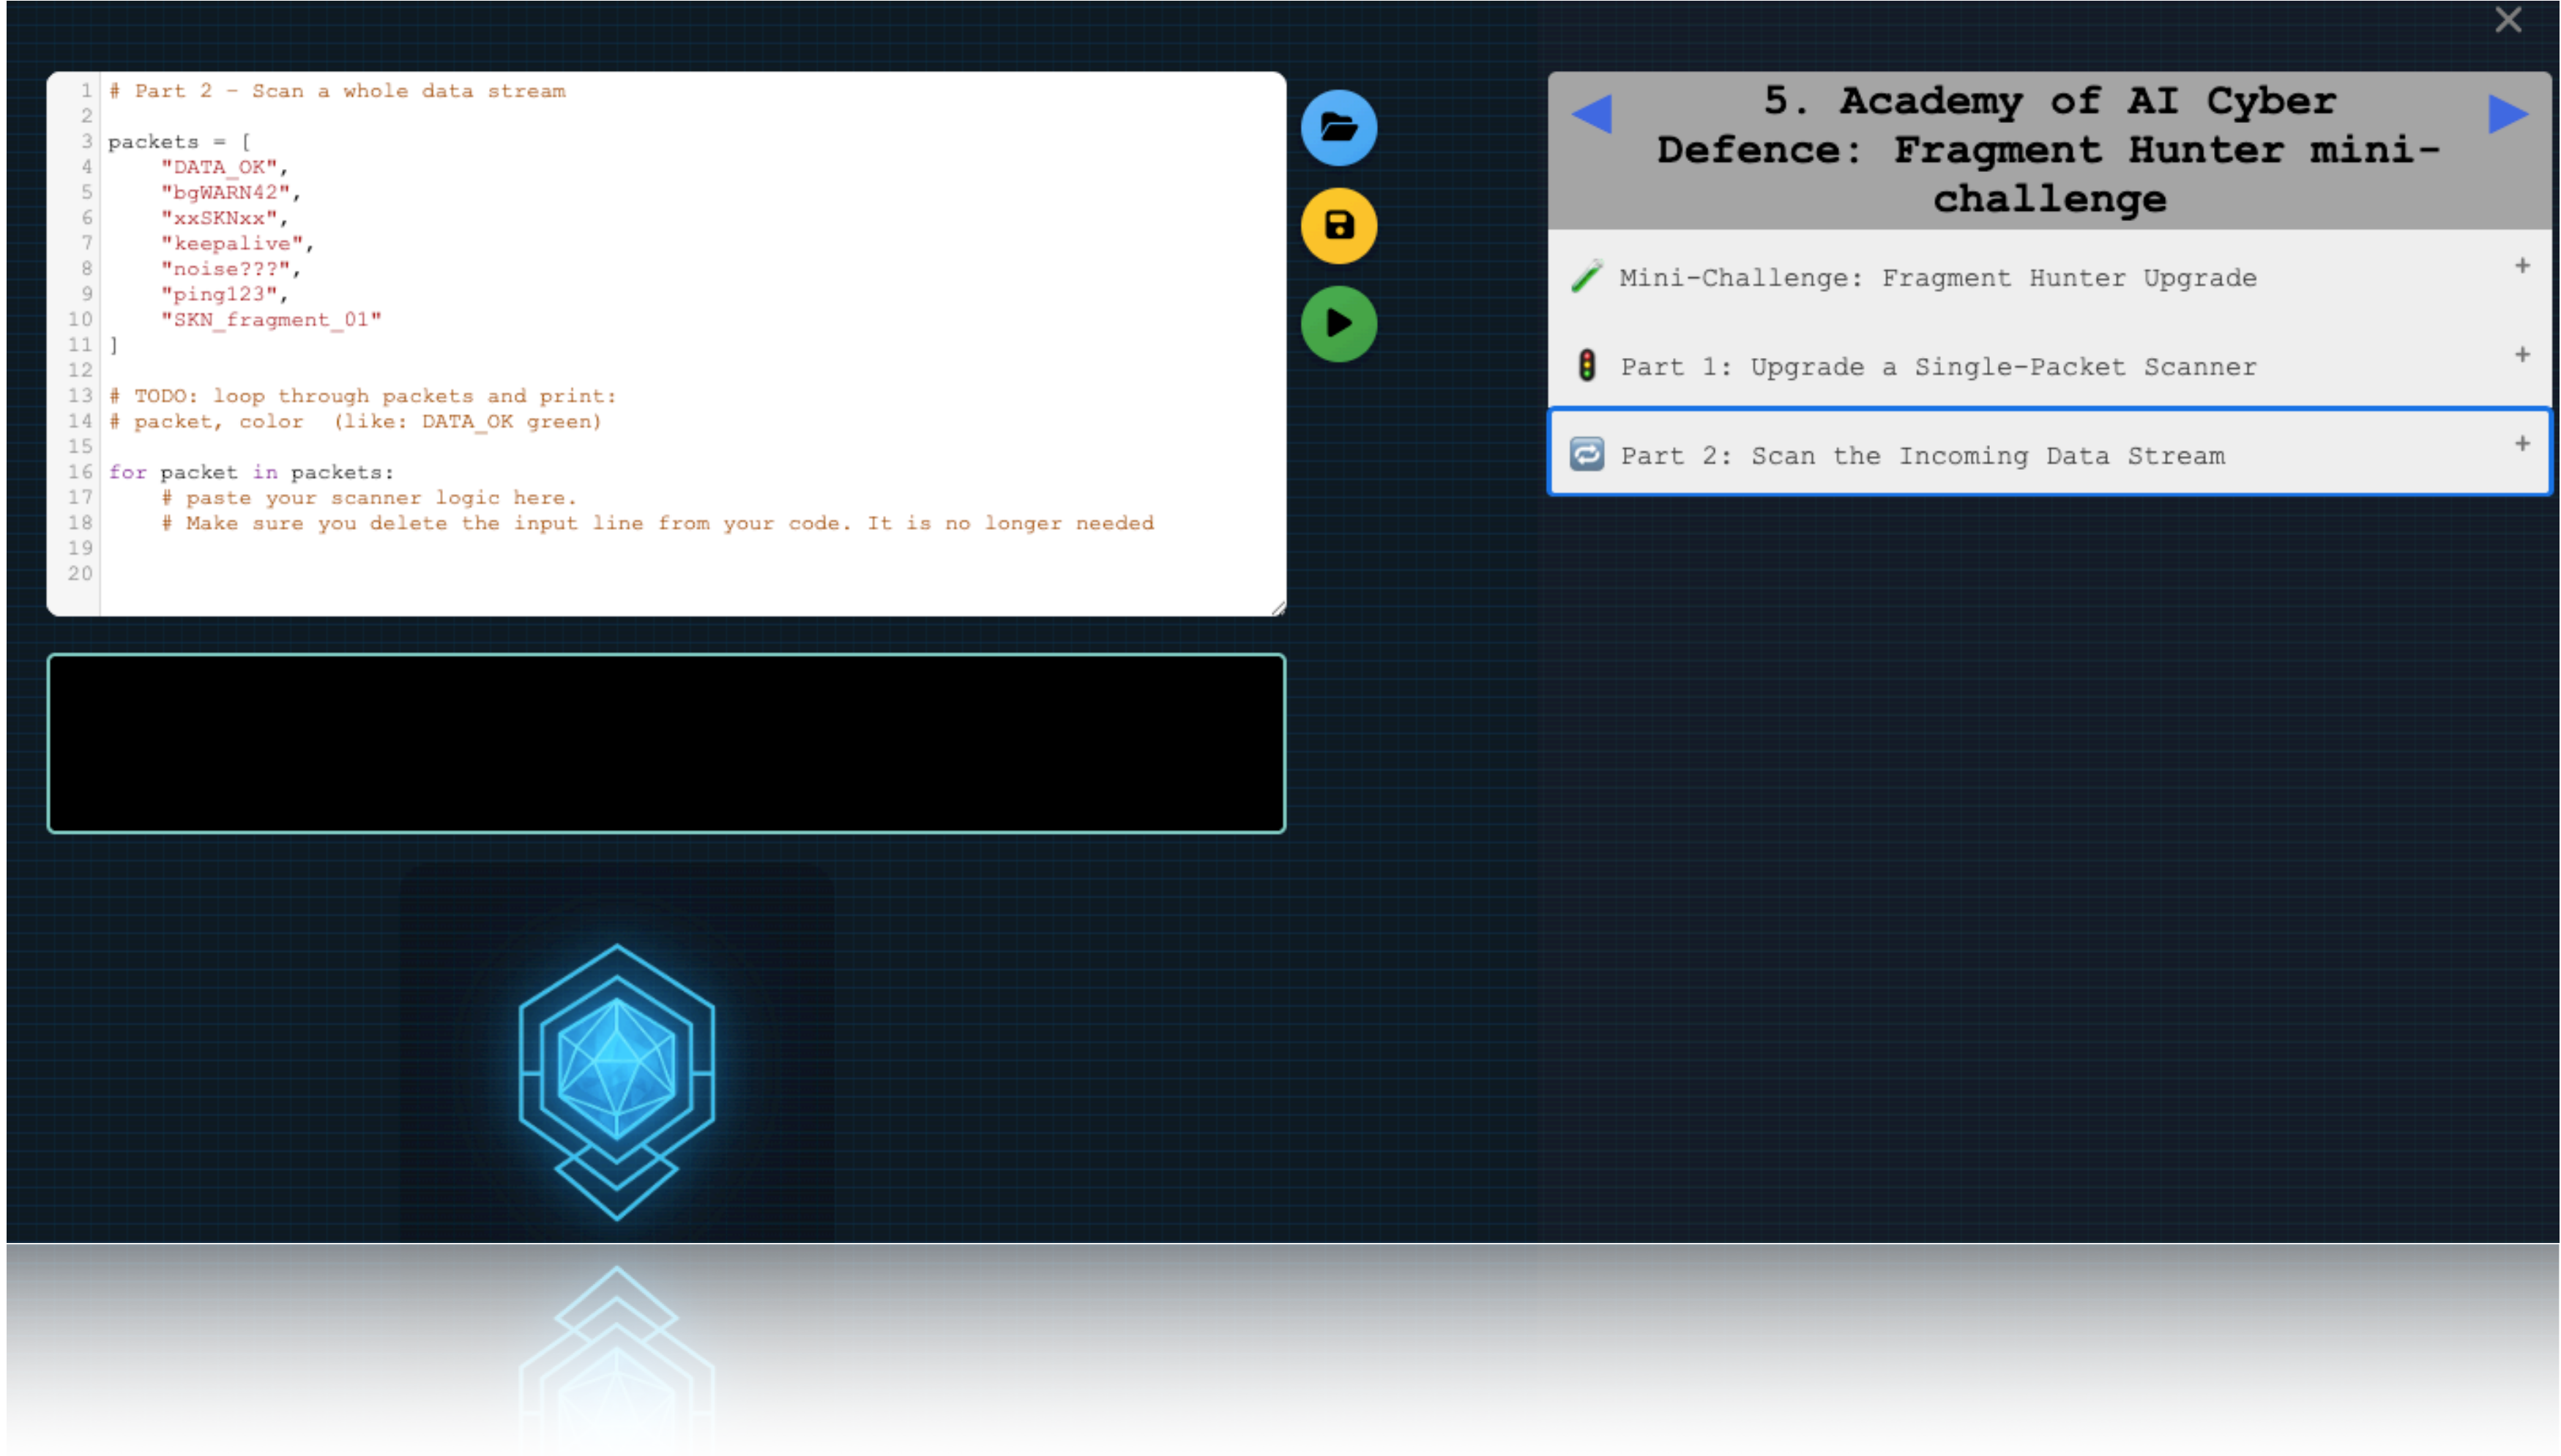 1 # Part 2 - Scan a whole data stream
2
3 packets = [
4     "DATA_OK",
5     "bgWARN42",
6     "xxSKNxx",
7     "keepalive",
8     "noise???",
9     "ping123",
10     "SKN_fragment_01"
11 ]
12
13 # TODO: loop through packets and print:
14 # packet, color  (like: DATA_OK green)
15
16 for packet in packets:
17     # paste your scanner logic here.
18     # Make sure you delete the input line from your code. It is no longer needed
19
20
5. Academy of AI Cyber
Defence: Fragment Hunter mini-
challenge
Mini-Challenge: Fragment Hunter Upgrade +
Part 1: Upgrade a Single-Packet Scanner +
Part 2: Scan the Incoming Data Stream +